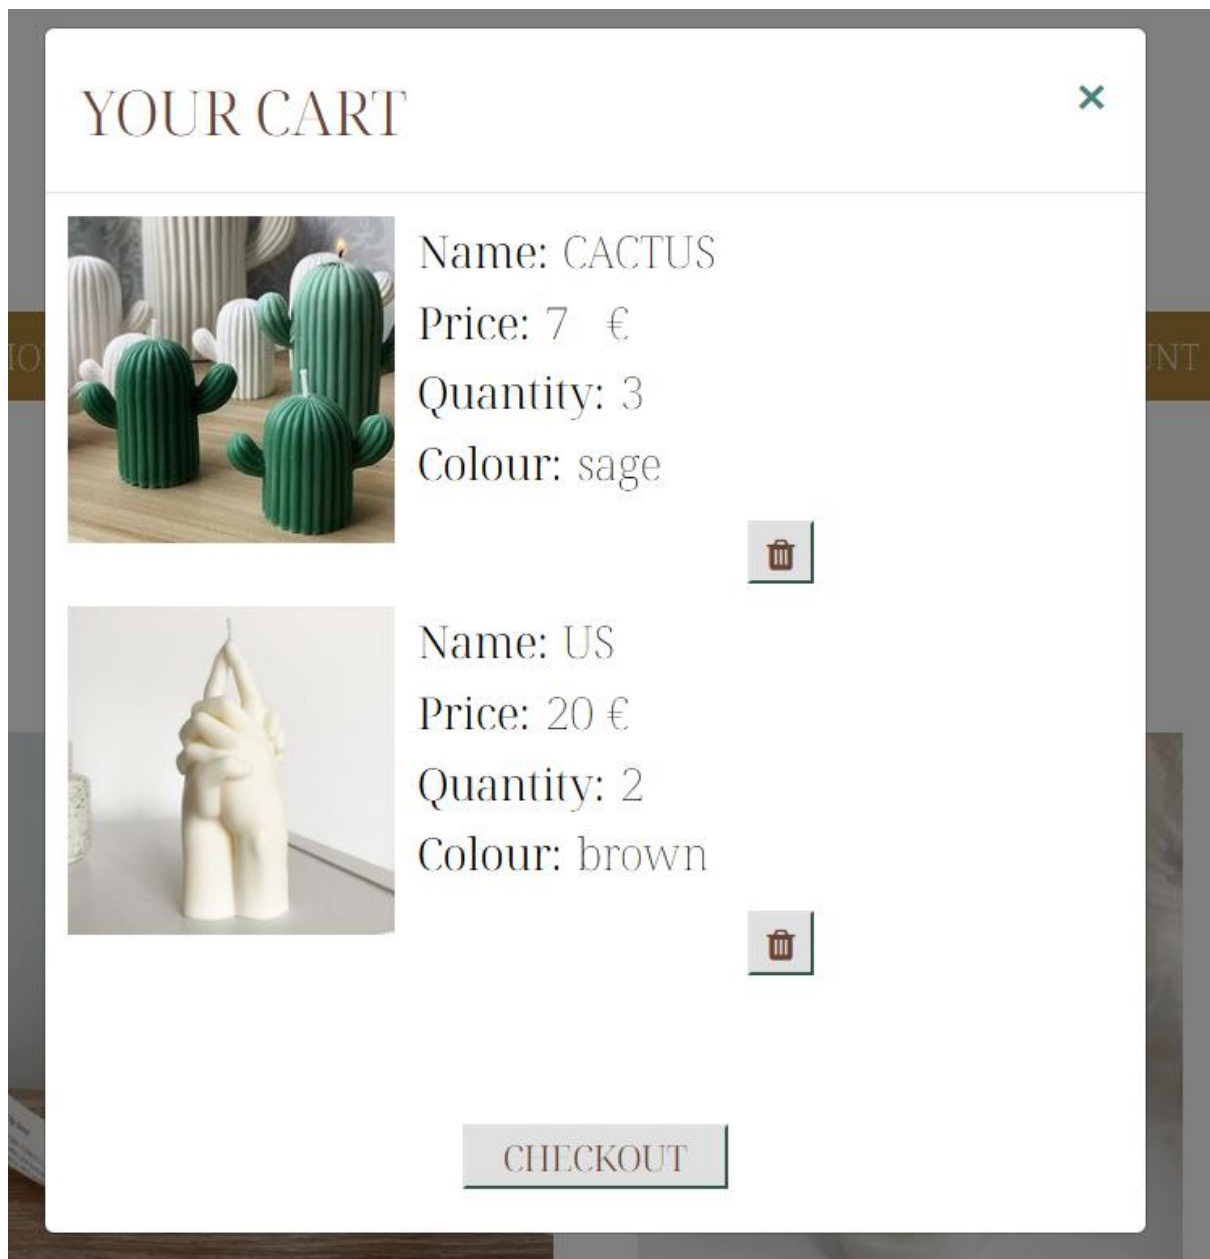 YOUR CART
×
Name: CACTUS
Price: 7 €
Quantity: 3
Colour: sage
Name: US
Price: 20 €
Quantity: 2
Colour: brown
CHECKOUT